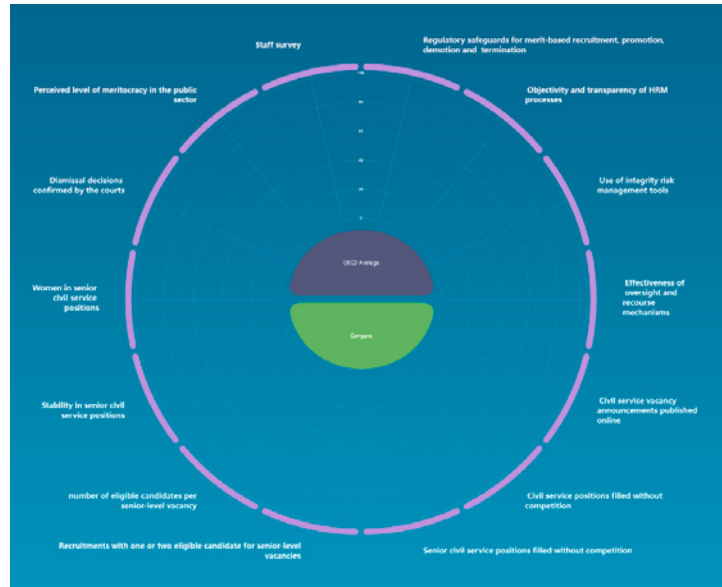 Staff survey
Regulatory safeguards for merit-based recruitment, promotion,
demotion and termination
Perceived level of meritocracy in the public
sector
Objectivity and transparency of HRM
processes
Dismissal decisions
confirmed by the courts
Use of integrity risk
management tools
OECD Average
Women in senior
civil service
positions
Effectiveness of
oversight and
recourse
mechanisms
Compare
Stability in senior civil
service positions
Civil service vacancy
announcements published
online
number of eligible candidates per
senior-level vacancy
Civil service positions filled without
competition
Recruitments with one or two eligible candidate for senior-level
vacancies
Senior civil service positions filled without competition